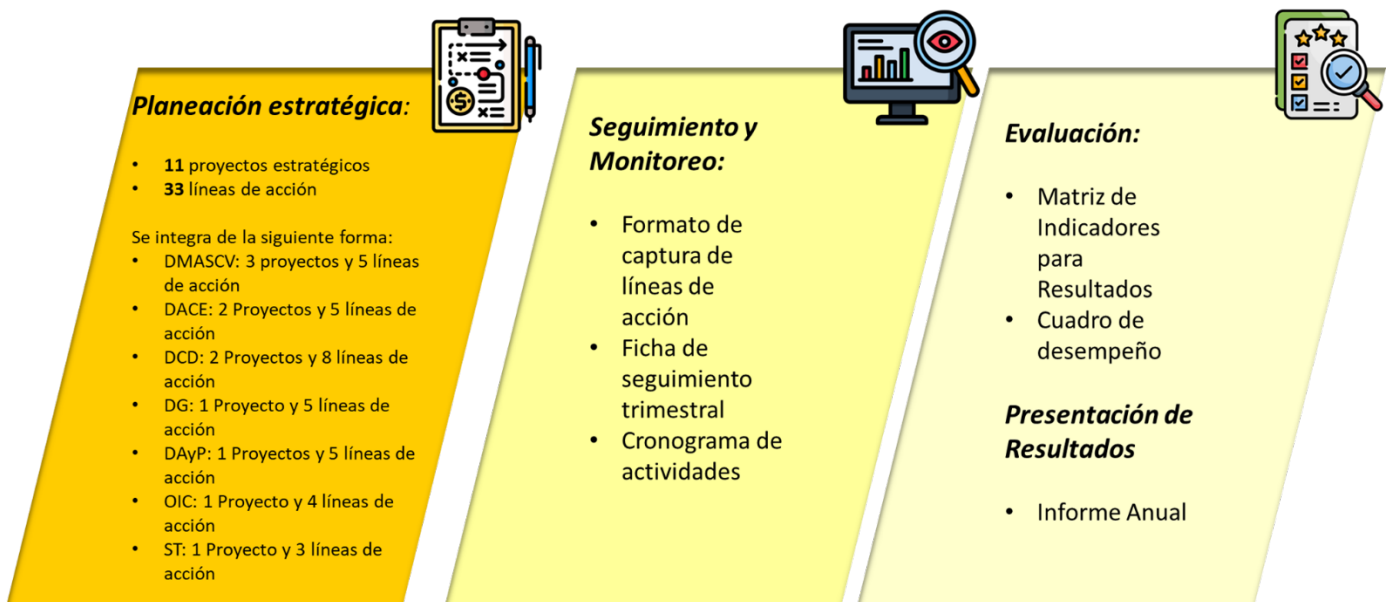 Planeación estratégica:
• 11 proyectos estratégicos
• 33 líneas de acción
Se integra de la siguiente forma:
• DMASCV: 3 proyectos y 5 líneas
de acción
• DACE: 2 Proyectos y 5 líneas de
acción
• DCD: 2 Proyectos y 8 líneas de
acción
• DG: 1 Proyecto y 5 líneas de
acción
• DAyP: 1 Proyectos y 5 líneas de
acción
• OIC: 1 Proyecto y 4 líneas de
acción
• ST: 1 Proyecto y 3 líneas de
acción
Seguimiento y
Monitoreo:
• Formato de
captura de
líneas de
acción
• Ficha de
seguimiento
trimestral
• Cronograma de
actividades
Evaluación:
• Matriz de
Indicadores
para
Resultados
• Cuadro de
desempeño
Presentación de
Resultados
• Informe Anual